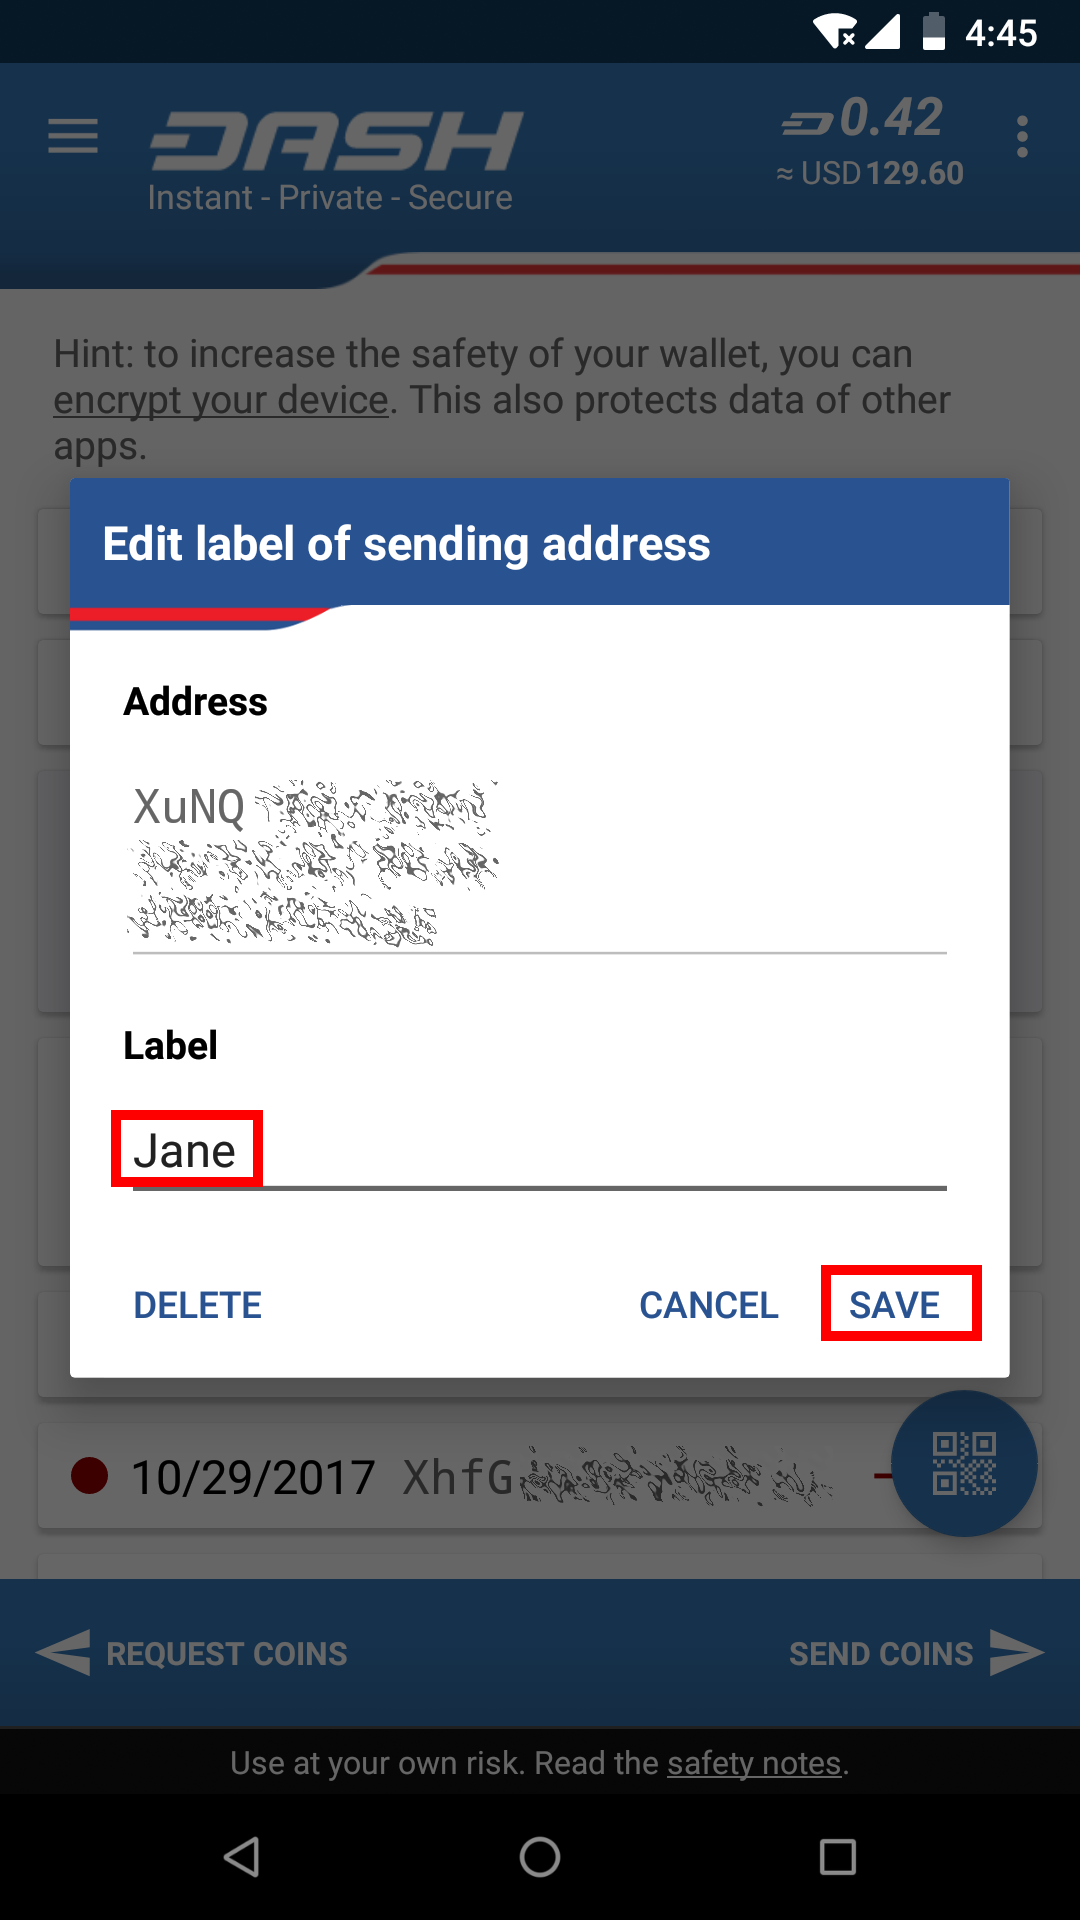 4:45
DASH
Instant - Private - Secure
0.42
≈ USD 129.60
Hint: to increase the safety of your wallet, you can
encrypt your device. This also protects data of other
apps.
Edit label of sending address
Address
XuNQ
Label
Jane
DELETE CANCEL SAVE
10/29/2017 XhfG
REQUEST COINS SEND COINS
Use at your own risk. Read the safety notes.